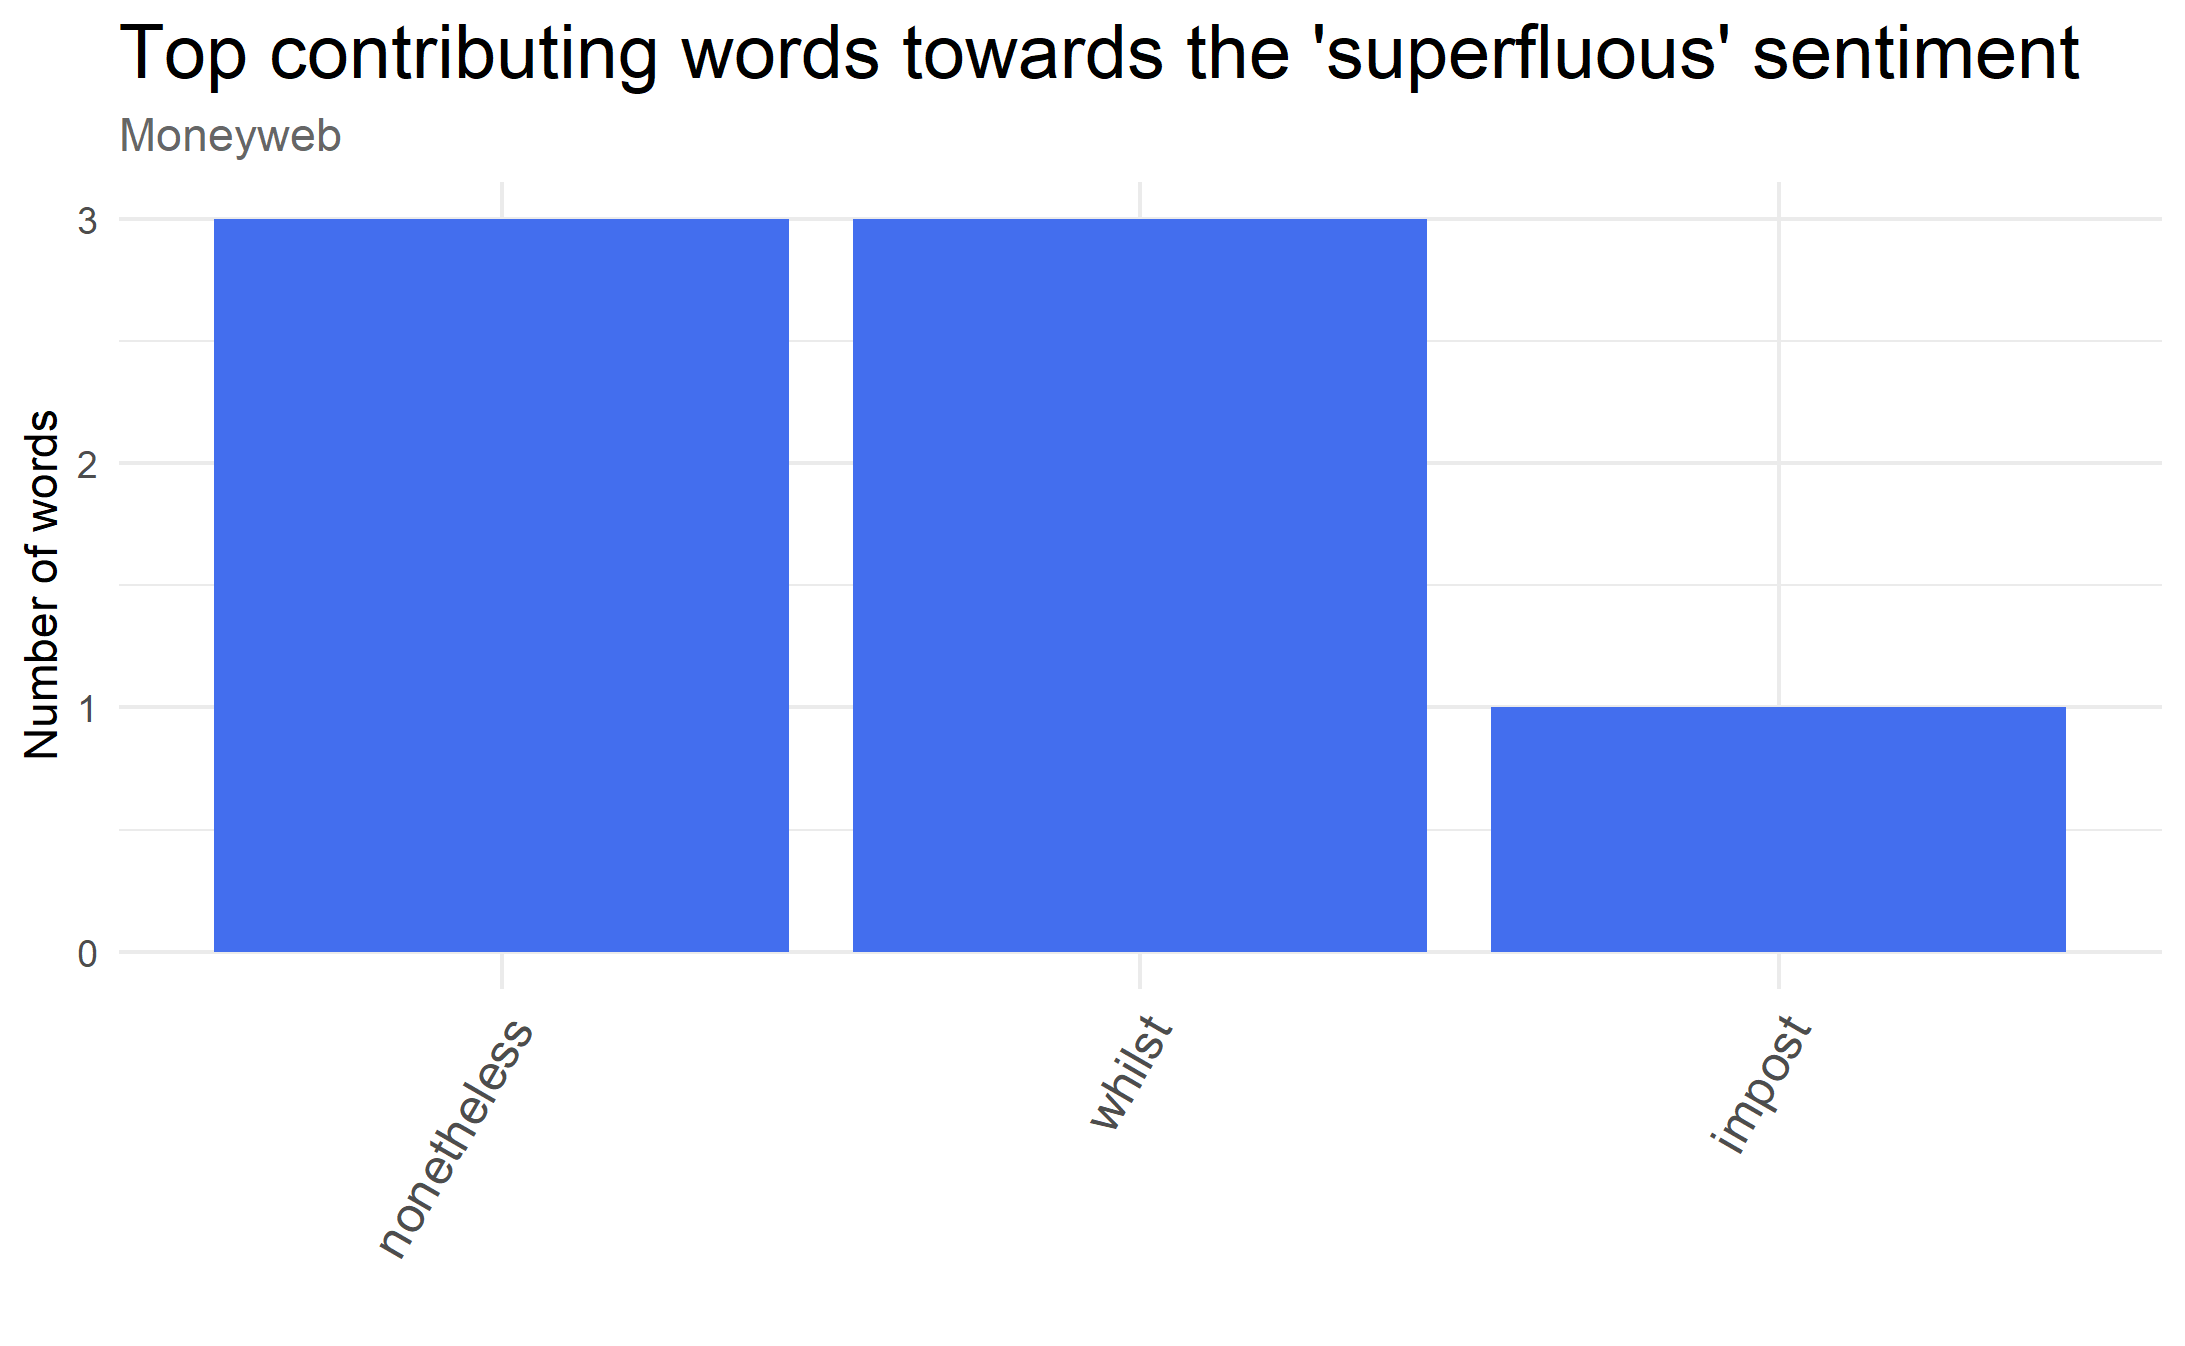 Top contributing words towards the 'superfluous' sentiment
Moneyweb
Number of words
3
2
1
0
nonetheless
whilst
impost